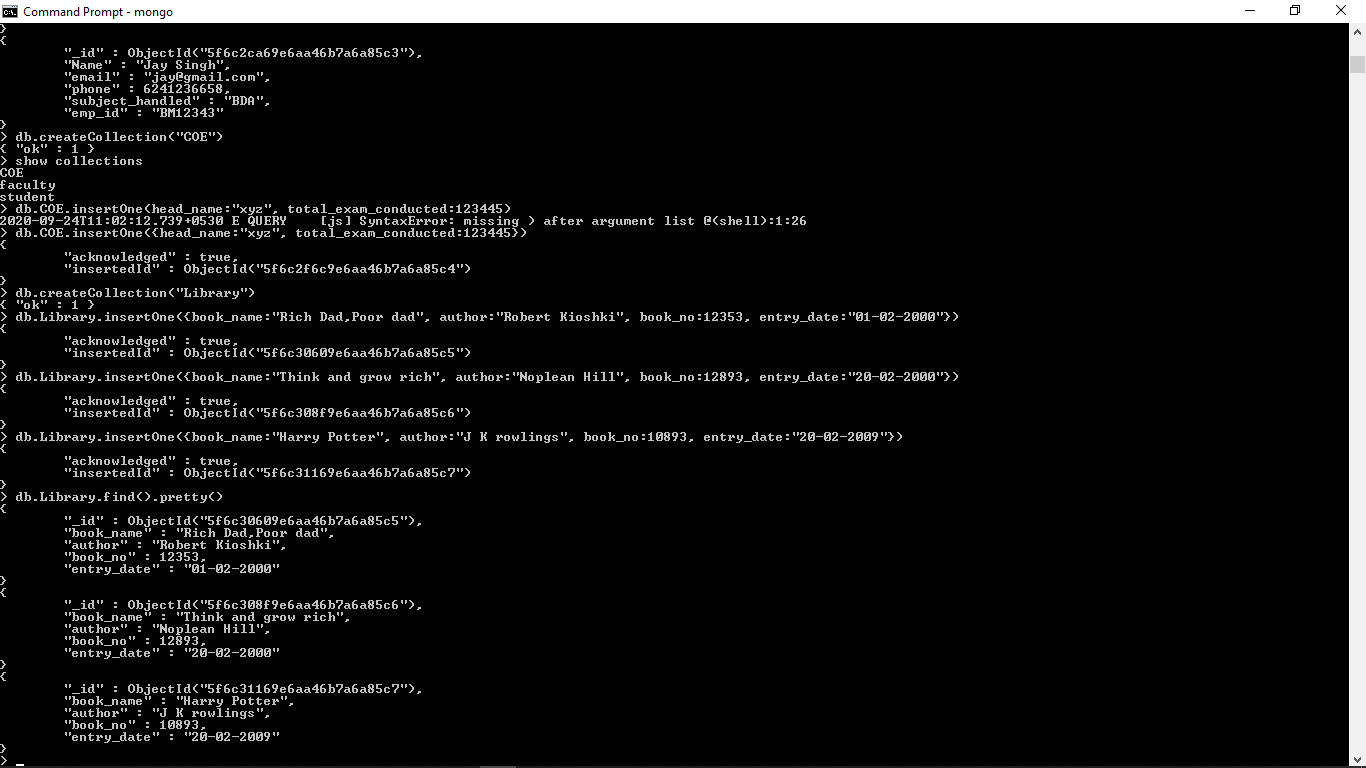 Command Prompt - mongo
}
{
        "_id" : ObjectId("5f6c2ca69e6aa46b7a6a85c3"),
        "Name" : "Jay Singh",
        "email" : "jay@gmail.com",
        "phone" : 6241236658,
        "subject_handled" : "BDA",
        "emp_id" : "BM12343"
}
> db.createCollection("COE")
{ "ok" : 1 }
> show collections
COE
faculty
student
> db.COE.insertOne(head_name:"xyz", total_exam_conducted:123445)
2020-09-24T11:02:12.739+0530 E QUERY    [js] SyntaxError: missing ) after argument list @(shell):1:26
> db.COE.insertOne({head_name:"xyz", total_exam_conducted:123445})
{
        "acknowledged" : true,
        "insertedId" : ObjectId("5f6c2f6c9e6aa46b7a6a85c4")
}
> db.createCollection("Library")
{ "ok" : 1 }
> db.Library.insertOne({book_name:"Rich Dad,Poor dad", author:"Robert Kioshki", book_no:12353, entry_date:"01-02-2000"})
{
        "acknowledged" : true,
        "insertedId" : ObjectId("5f6c30609e6aa46b7a6a85c5")
}
> db.Library.insertOne({book_name:"Think and grow rich", author:"Noplean Hill", book_no:12893, entry_date:"20-02-2000"})
{
        "acknowledged" : true,
        "insertedId" : ObjectId("5f6c308f9e6aa46b7a6a85c6")
}
> db.Library.insertOne({book_name:"Harry Potter", author:"J K rowlings", book_no:10893, entry_date:"20-02-2009"})
{
        "acknowledged" : true,
        "insertedId" : ObjectId("5f6c31169e6aa46b7a6a85c7")
}
> db.Library.find().pretty()
{
        "_id" : ObjectId("5f6c30609e6aa46b7a6a85c5"),
        "book_name" : "Rich Dad,Poor dad",
        "author" : "Robert Kioshki",
        "book_no" : 12353,
        "entry_date" : "01-02-2000"
}
{
        "_id" : ObjectId("5f6c308f9e6aa46b7a6a85c6"),
        "book_name" : "Think and grow rich",
        "author" : "Noplean Hill",
        "book_no" : 12893,
        "entry_date" : "20-02-2000"
}
{
        "_id" : ObjectId("5f6c31169e6aa46b7a6a85c7"),
        "book_name" : "Harry Potter",
        "author" : "J K rowlings",
        "book_no" : 10893,
        "entry_date" : "20-02-2009"
}
>